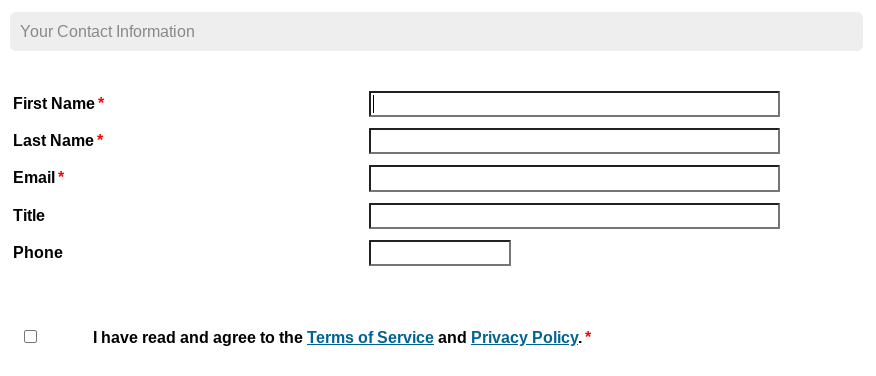 Your Contact Information
First Name *
Last Name *
Email *
Title
Phone
I have read and agree to the Terms of Service and Privacy Policy. *